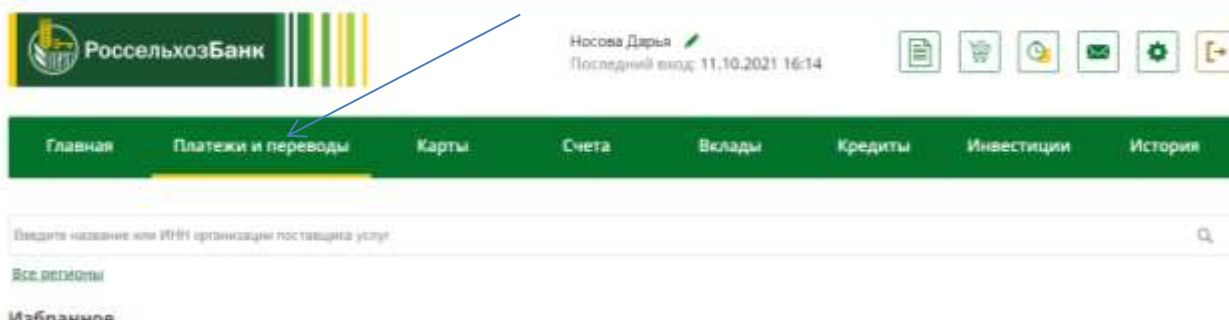 РоссельхозБанк
Носова Дарья
Последний вход: 11.10.2021 16:14
Главная Платежи и переводы Карты Счета Вклады Кредиты Инвестиции История
Введите название или ИНН организации поставщика услуг
Все регионы
Избранное